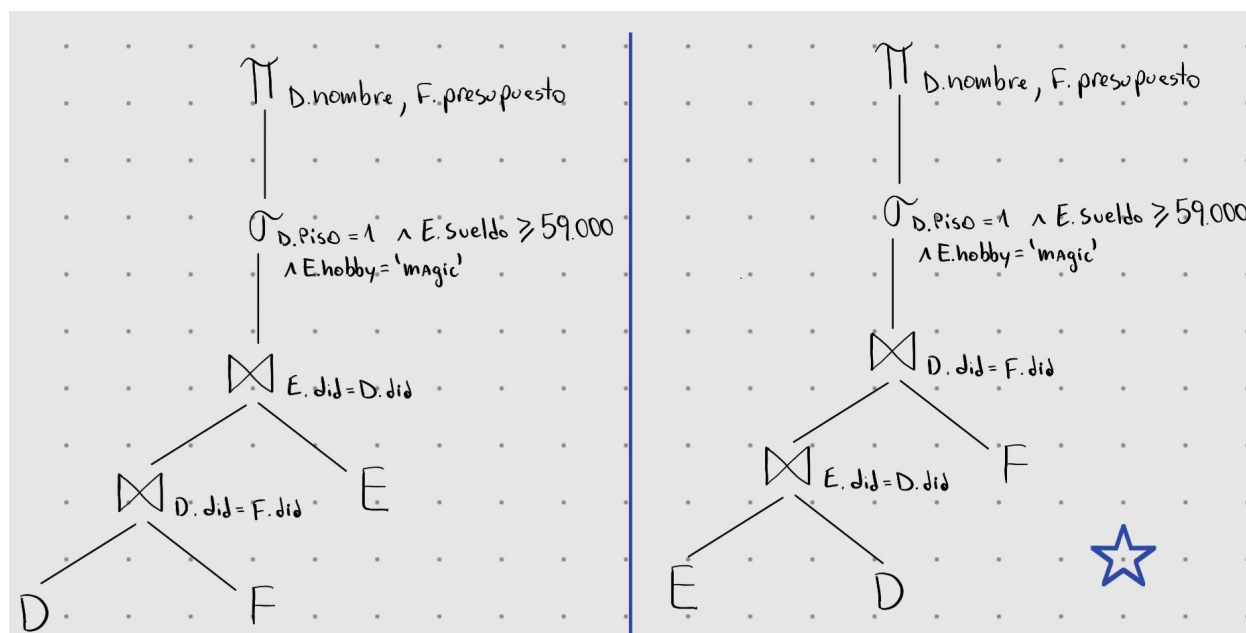 π D.nombre, F.presupuesto
σ D.Piso = 1 ∧ E.Sueldo ≥ 59.000
∧ E.hobby = 'mAgic'
⋈ E.did = D.did
⋈ D.did = F.did
E
D
F
π D.nombre, F.presupuesto
σ D.Piso = 1 ∧ E.Sueldo ≥ 59.000
∧ E.hobby = 'mAgic'
⋈ D.did = F.did
⋈ E.did = D.did
F
E
D